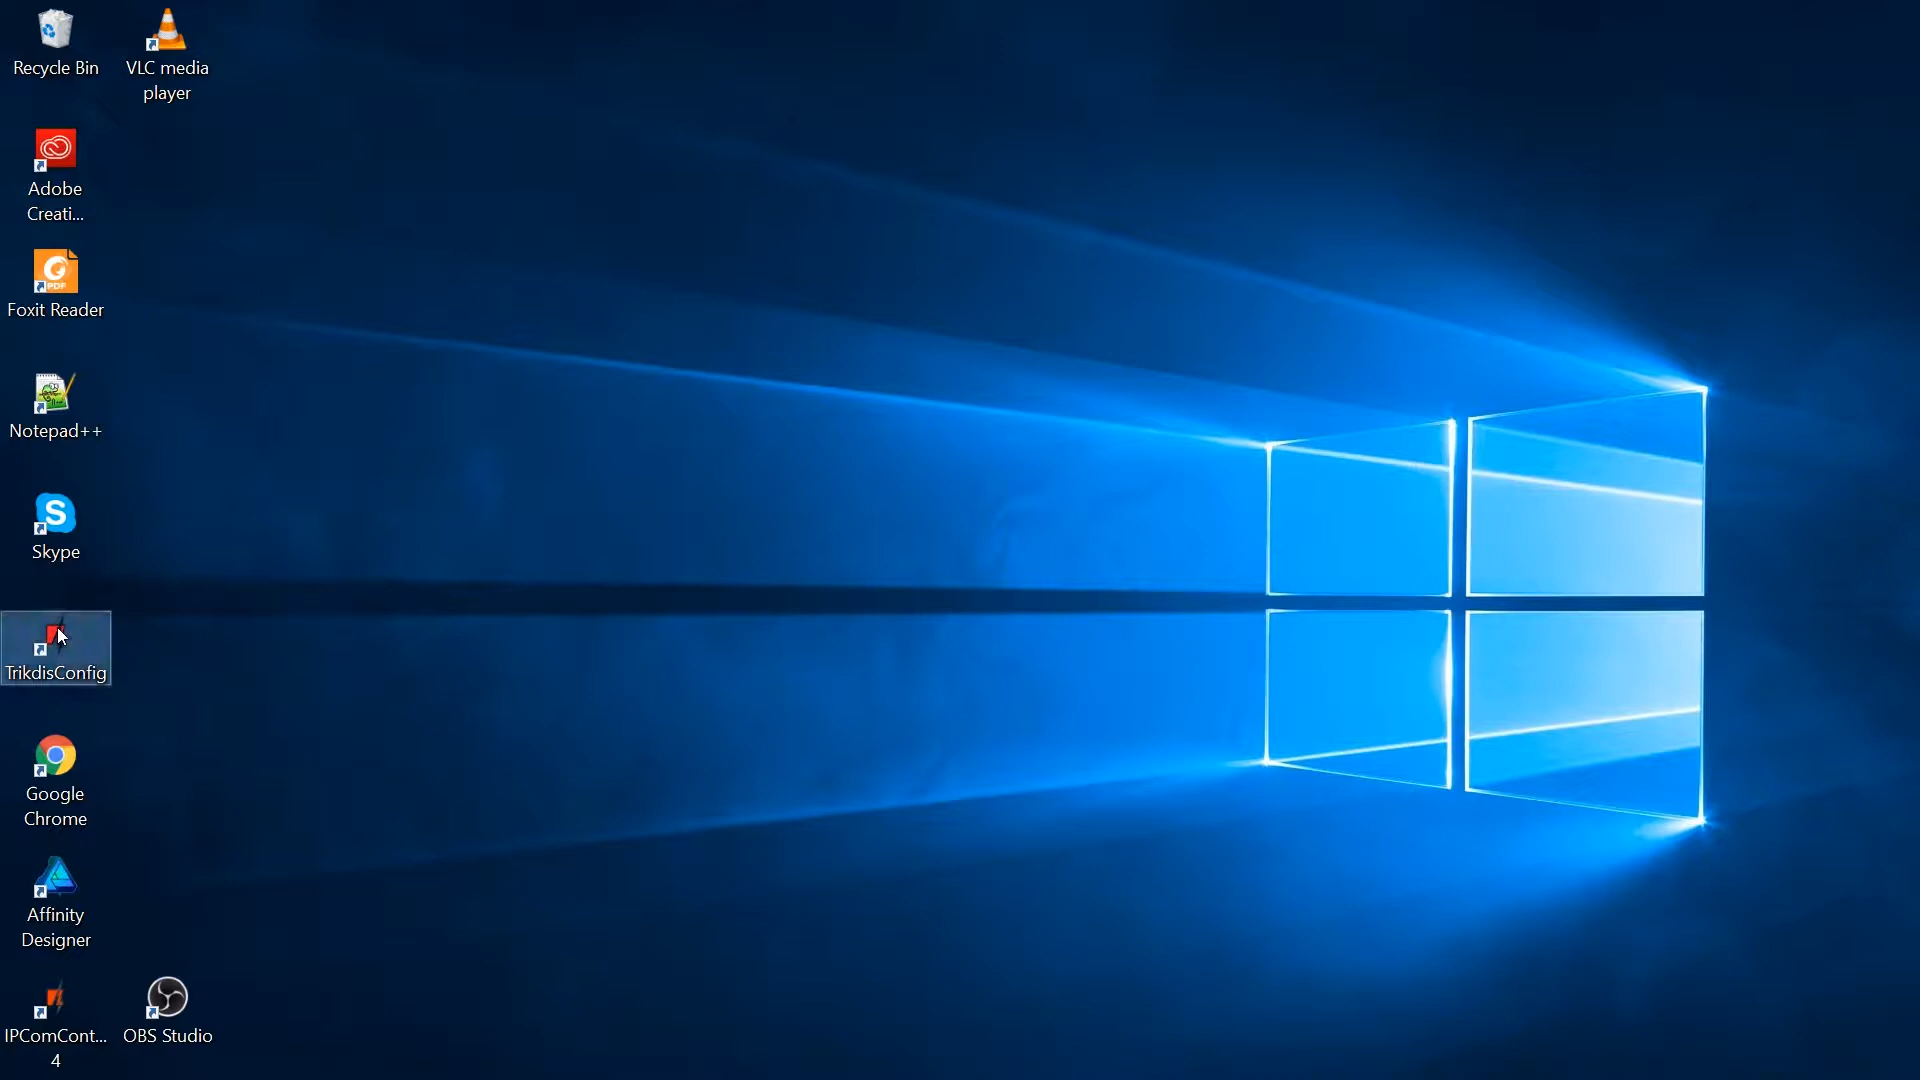 Recycle Bin
VLC media
player
Adobe
Creati...
PDF
Foxit Reader
Notepad++
S
Skype
TrikdisConfig
Google
Chrome
Affinity
Designer
IPComCont...
4
OBS Studio